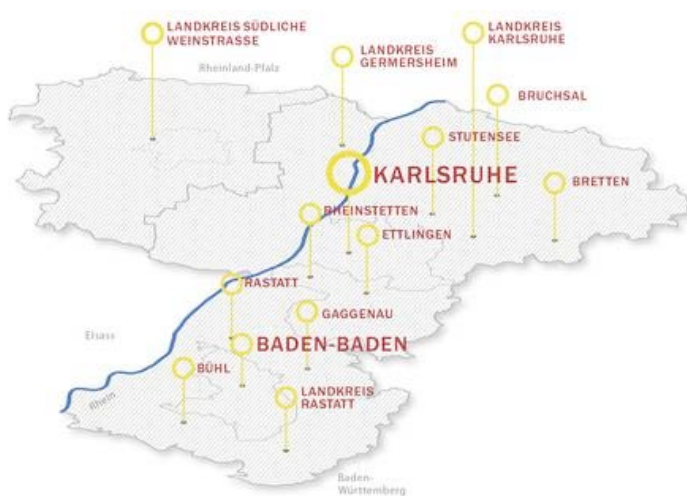 LANDKREIS SÜDLICHE
WEINSTRASSE
Rheinland-Pfalz
LANDKREIS
GERMERSHEIM
LANDKREIS
KARLSRUHE
BRUCHSAL
STUTENSEE
KARLSRUHE
BRETTEN
RHEINSTETTEN
ETTLINGEN
RASTATT
GAGGENAU
Elsass
BADEN-BADEN
BÜHL
Rhein
LANDKREIS
RASTATT
Baden-
Württemberg